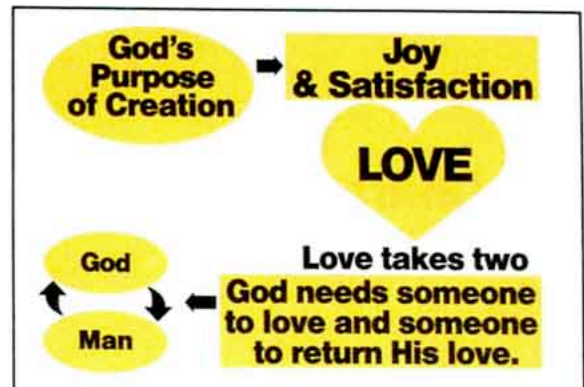 God's
Purpose
of Creation
Joy
& Satisfaction
LOVE
Love takes two
God needs someone
to love and someone
to return His love.
God
Man